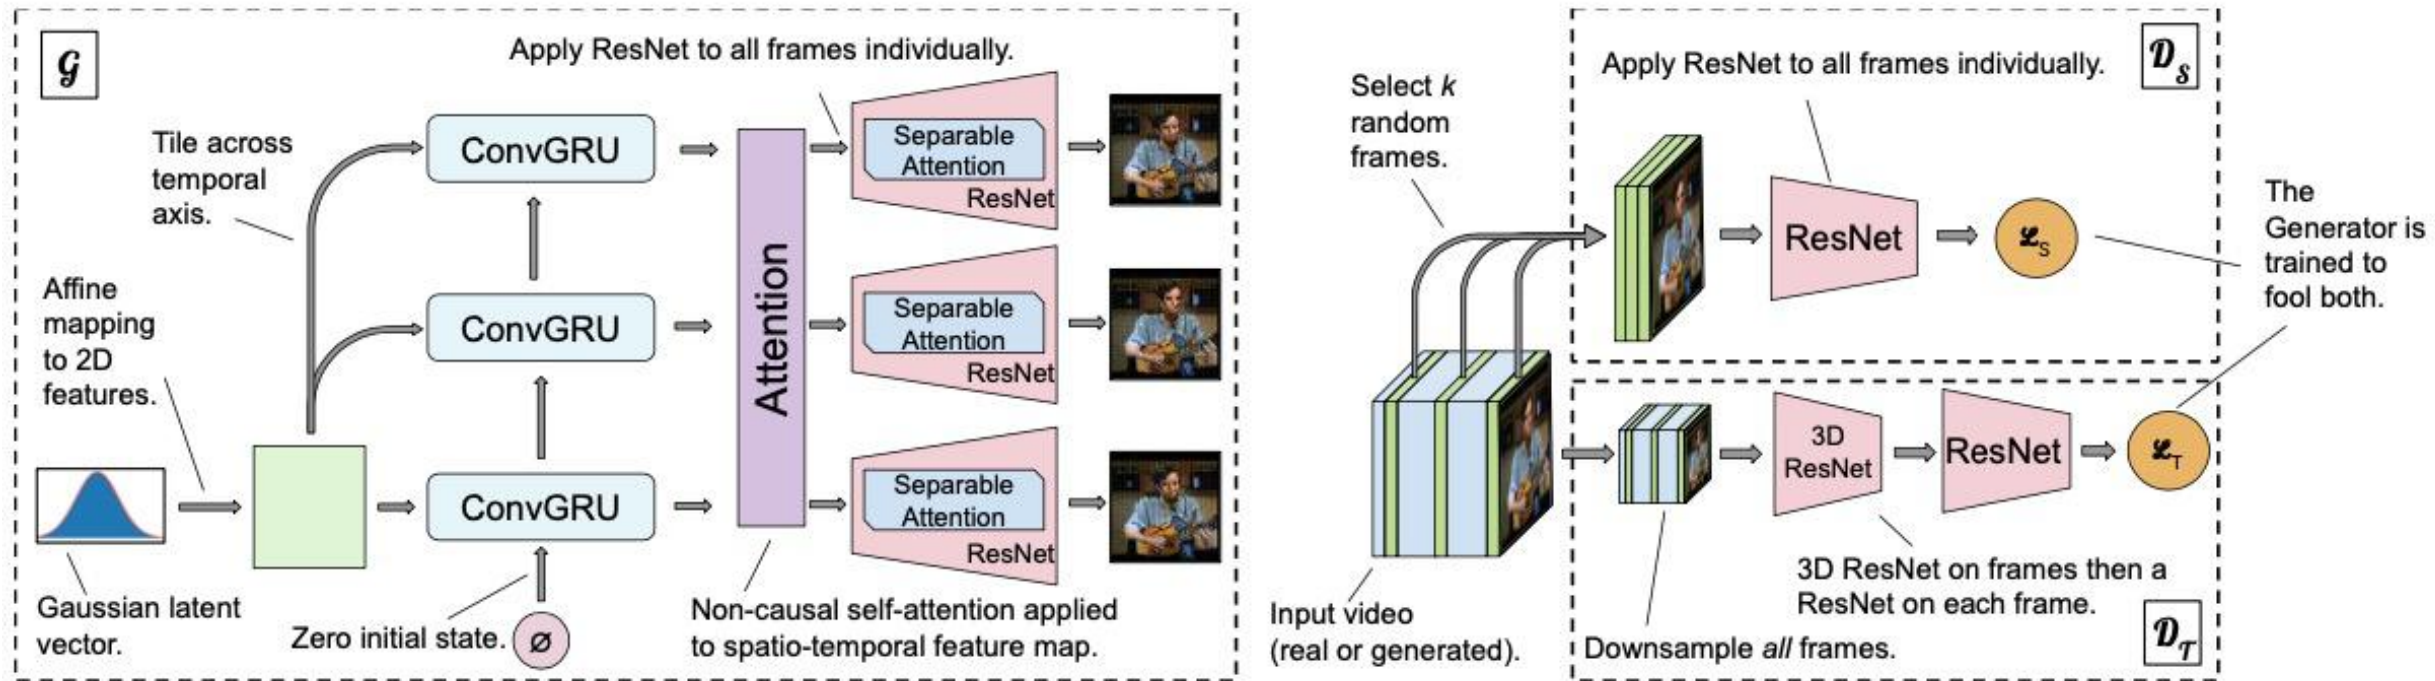 𝒢
Apply ResNet to all frames individually.
Tile across
temporal
axis.
Affine
mapping
to 2D
features.
Gaussian latent
vector.
Zero initial state.
∅
ConvGRU
ConvGRU
ConvGRU
Attention
Separable
Attention
ResNet
Separable
Attention
ResNet
Separable
Attention
ResNet
Non-causal self-attention applied
to spatio-temporal feature map.
Select k
random
frames.
Input video
(real or generated).
Apply ResNet to all frames individually.
𝒟_S
ResNet
ℒ_S
The
Generator is
trained to
fool both.
3D
ResNet
ResNet
ℒ_T
3D ResNet on frames then a
ResNet on each frame.
Downsample all frames.
𝒟_T